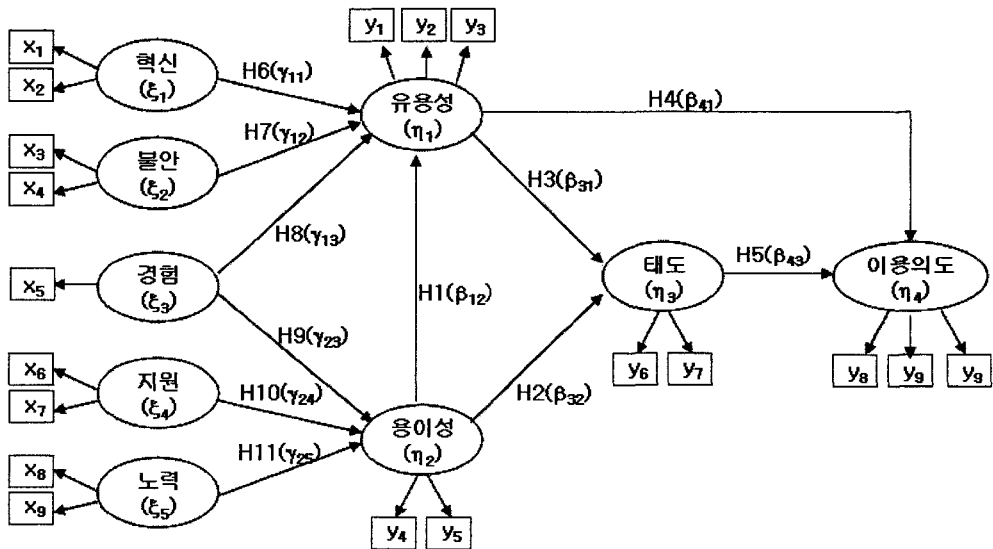 y₁ y₂ y₃
x₁
x₂
혁신
(ξ₁)
H6(γ₁₁)
유용성
(η₁)
H4(β₄₁)
x₃
x₄
불안
(ξ₂)
H7(γ₁₂)
H3(β₃₁)
H8(γ₁₃)
x₅
경험
(ξ₃)
H1(β₁₂)
태도
(η₃)
H5(β₄₃)
이용의도
(η₄)
H9(γ₂₃)
x₆
x₇
지원
(ξ₄)
H10(γ₂₄)
H2(β₃₂)
y₆ y₇
y₈ y₉ y₉
용이성
(η₂)
H11(γ₂₅)
x₈
x₉
노력
(ξ₅)
y₄ y₅